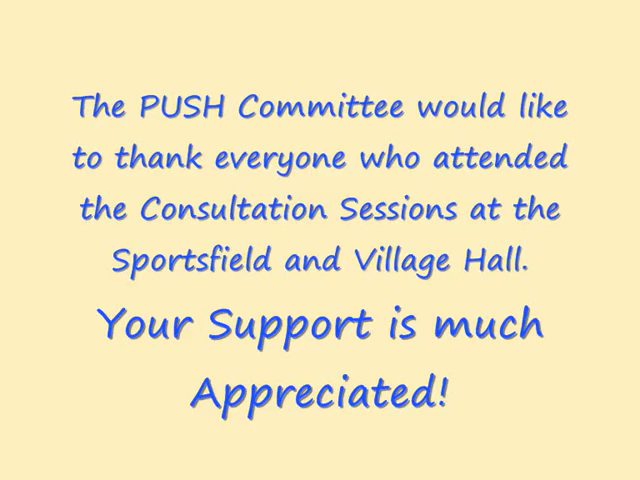 The PUSH Committee would like
to thank everyone who attended
the Consultation Sessions at the
Sportsfield and Village Hall.
Your Support is much
Appreciated!